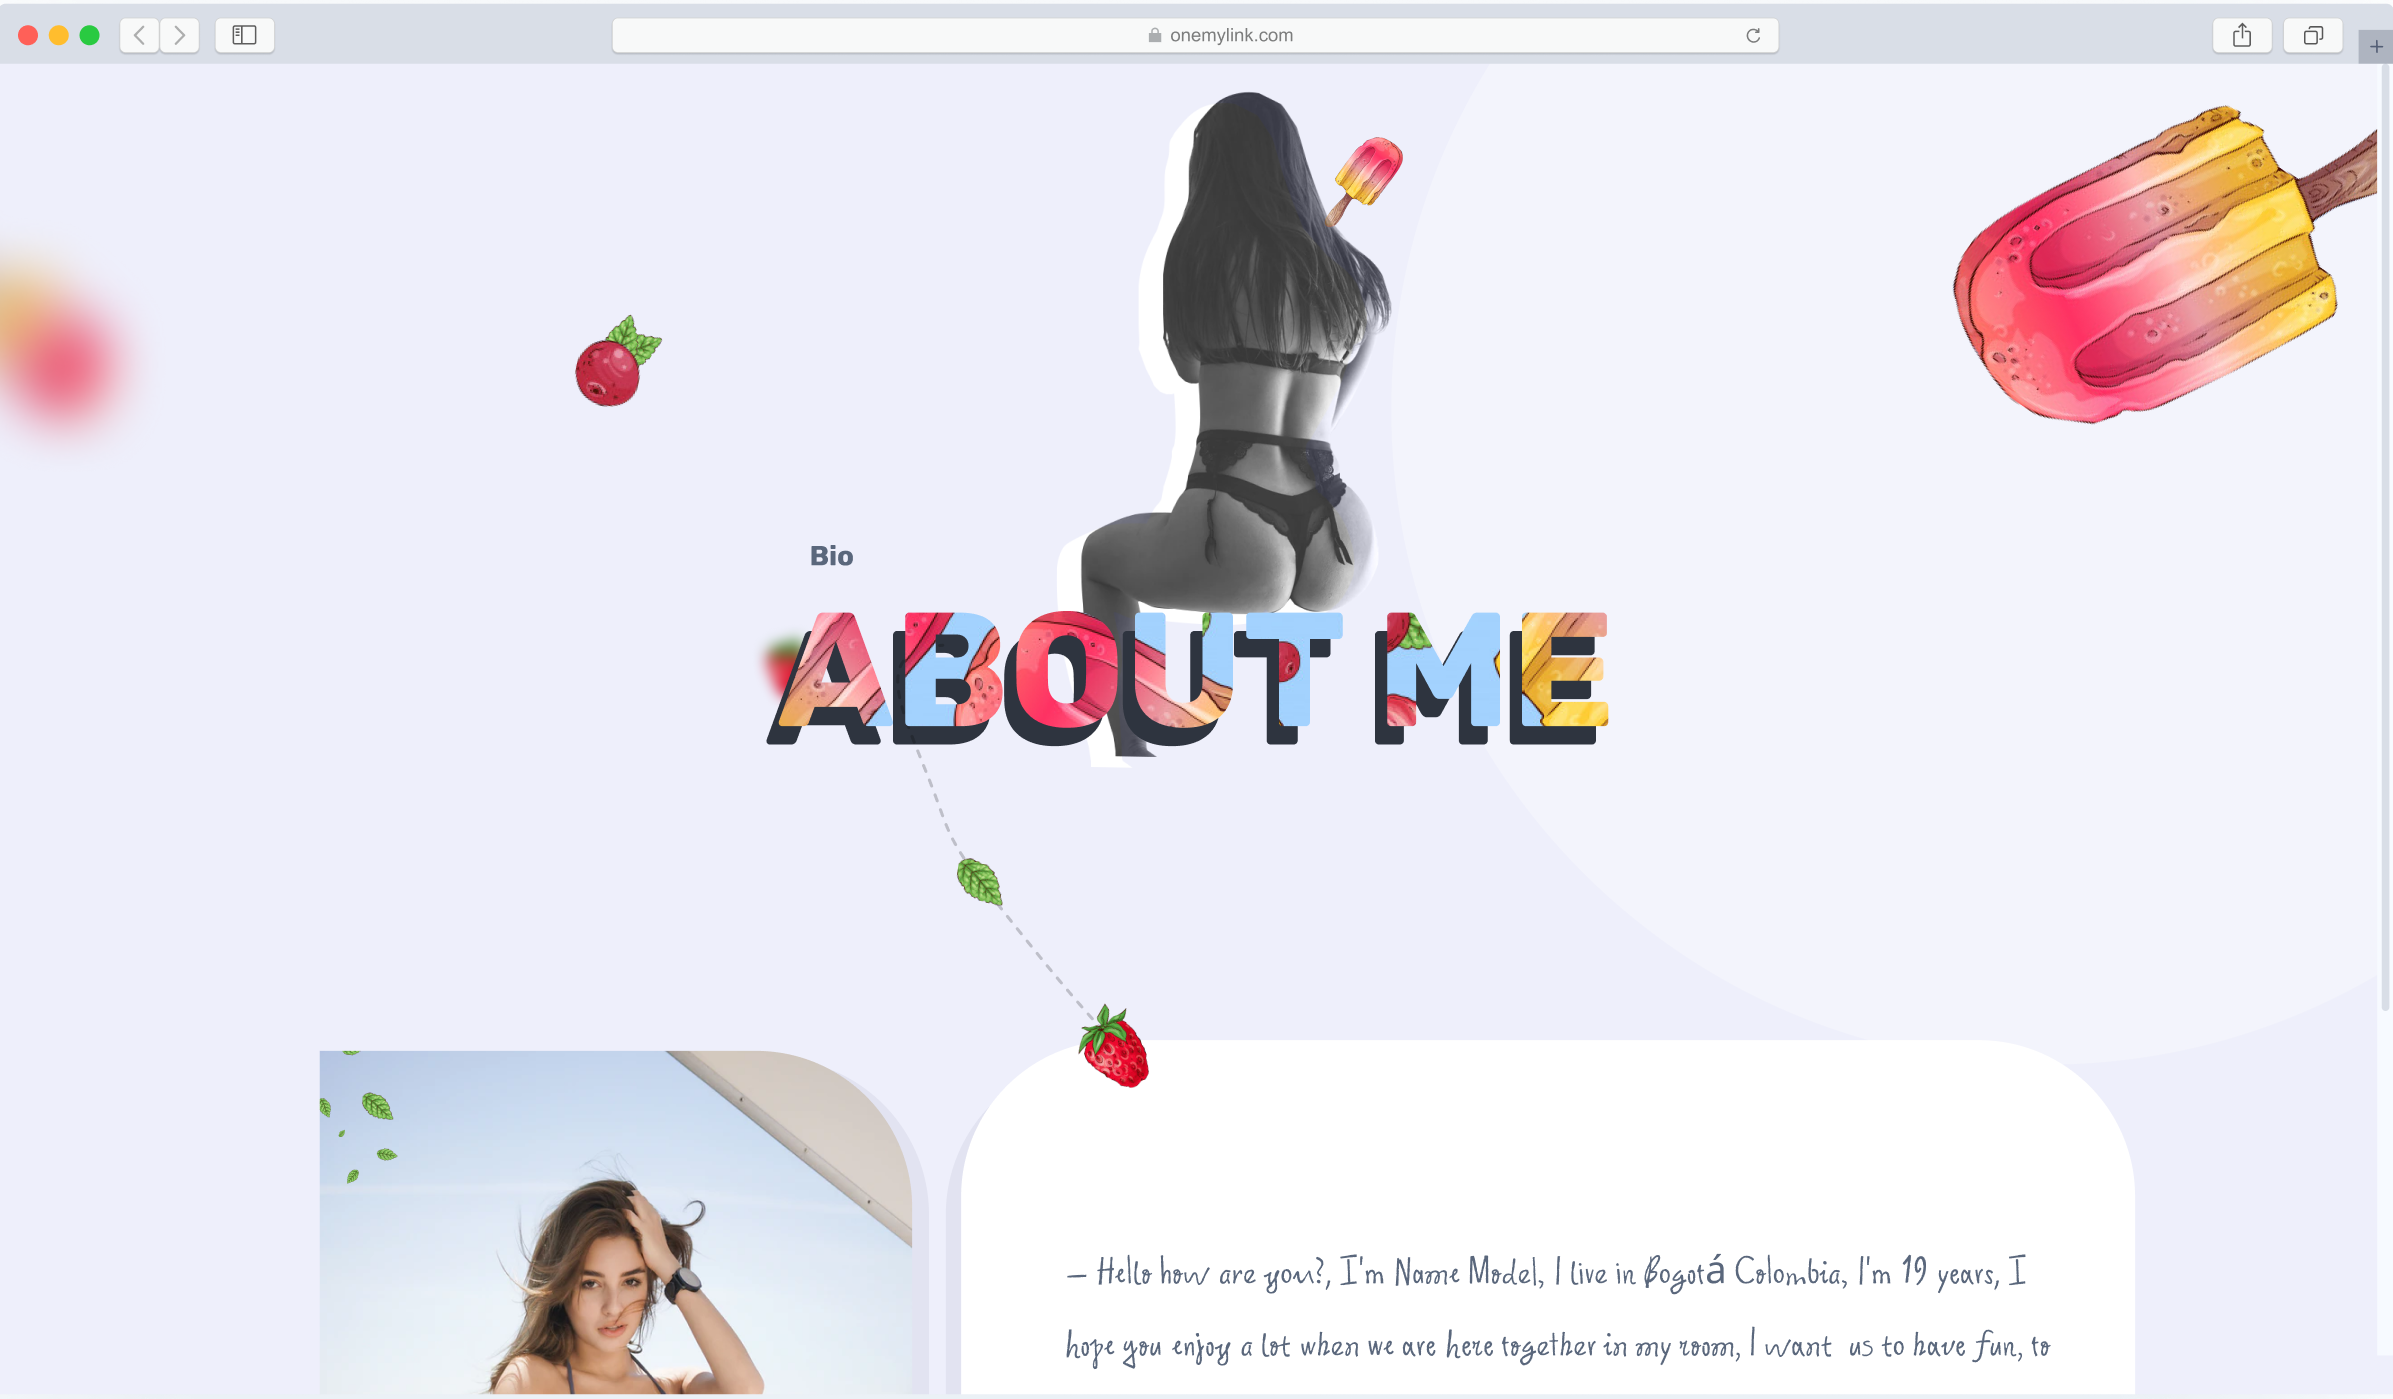 onemylink.com
Bio
ABOUT ME
– Hello how are you?, I'm Name Model, I live in Bogotá Colombia, I'm 19 years, I
hope you enjoy a lot when we are here together in my room, I want us to have fun, to